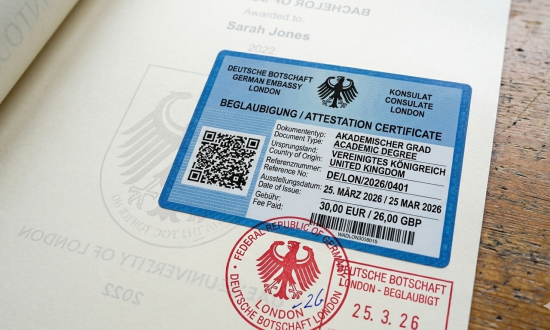 Awarded to:
Sarah Jones
2022
DEUTSCHE BOTSCHAFT
GERMAN EMBASSY
LONDON
KONSULAT
CONSULATE
LONDON
BEGLAUBIGUNG / ATTESTATION CERTIFICATE
Dokumententyp: AKADEMISCHER GRAD
Document Type: ACADEMIC DEGREE
Ursprungsland: VEREINIGTES KÖNIGREICH
Country of Origin: UNITED KINGDOM
Referenznummer:
Reference No: DE/LON/2026/0401
Ausstellungsdatum: 25. MÄRZ 2026 / 25 MAR 2026
Date of Issue:
Gebühr: 30,00 EUR / 26,00 GBP
Fee Paid:
FEDERAL REPUBLIC OF GERMANY
DEUTSCHE BOTSCHAFT LONDON
-26
DEUTSCHE BOTSCHAFT
LONDON - BEGLAUBIGT
25.3.26
UNIVERSITY OF LONDON
2022